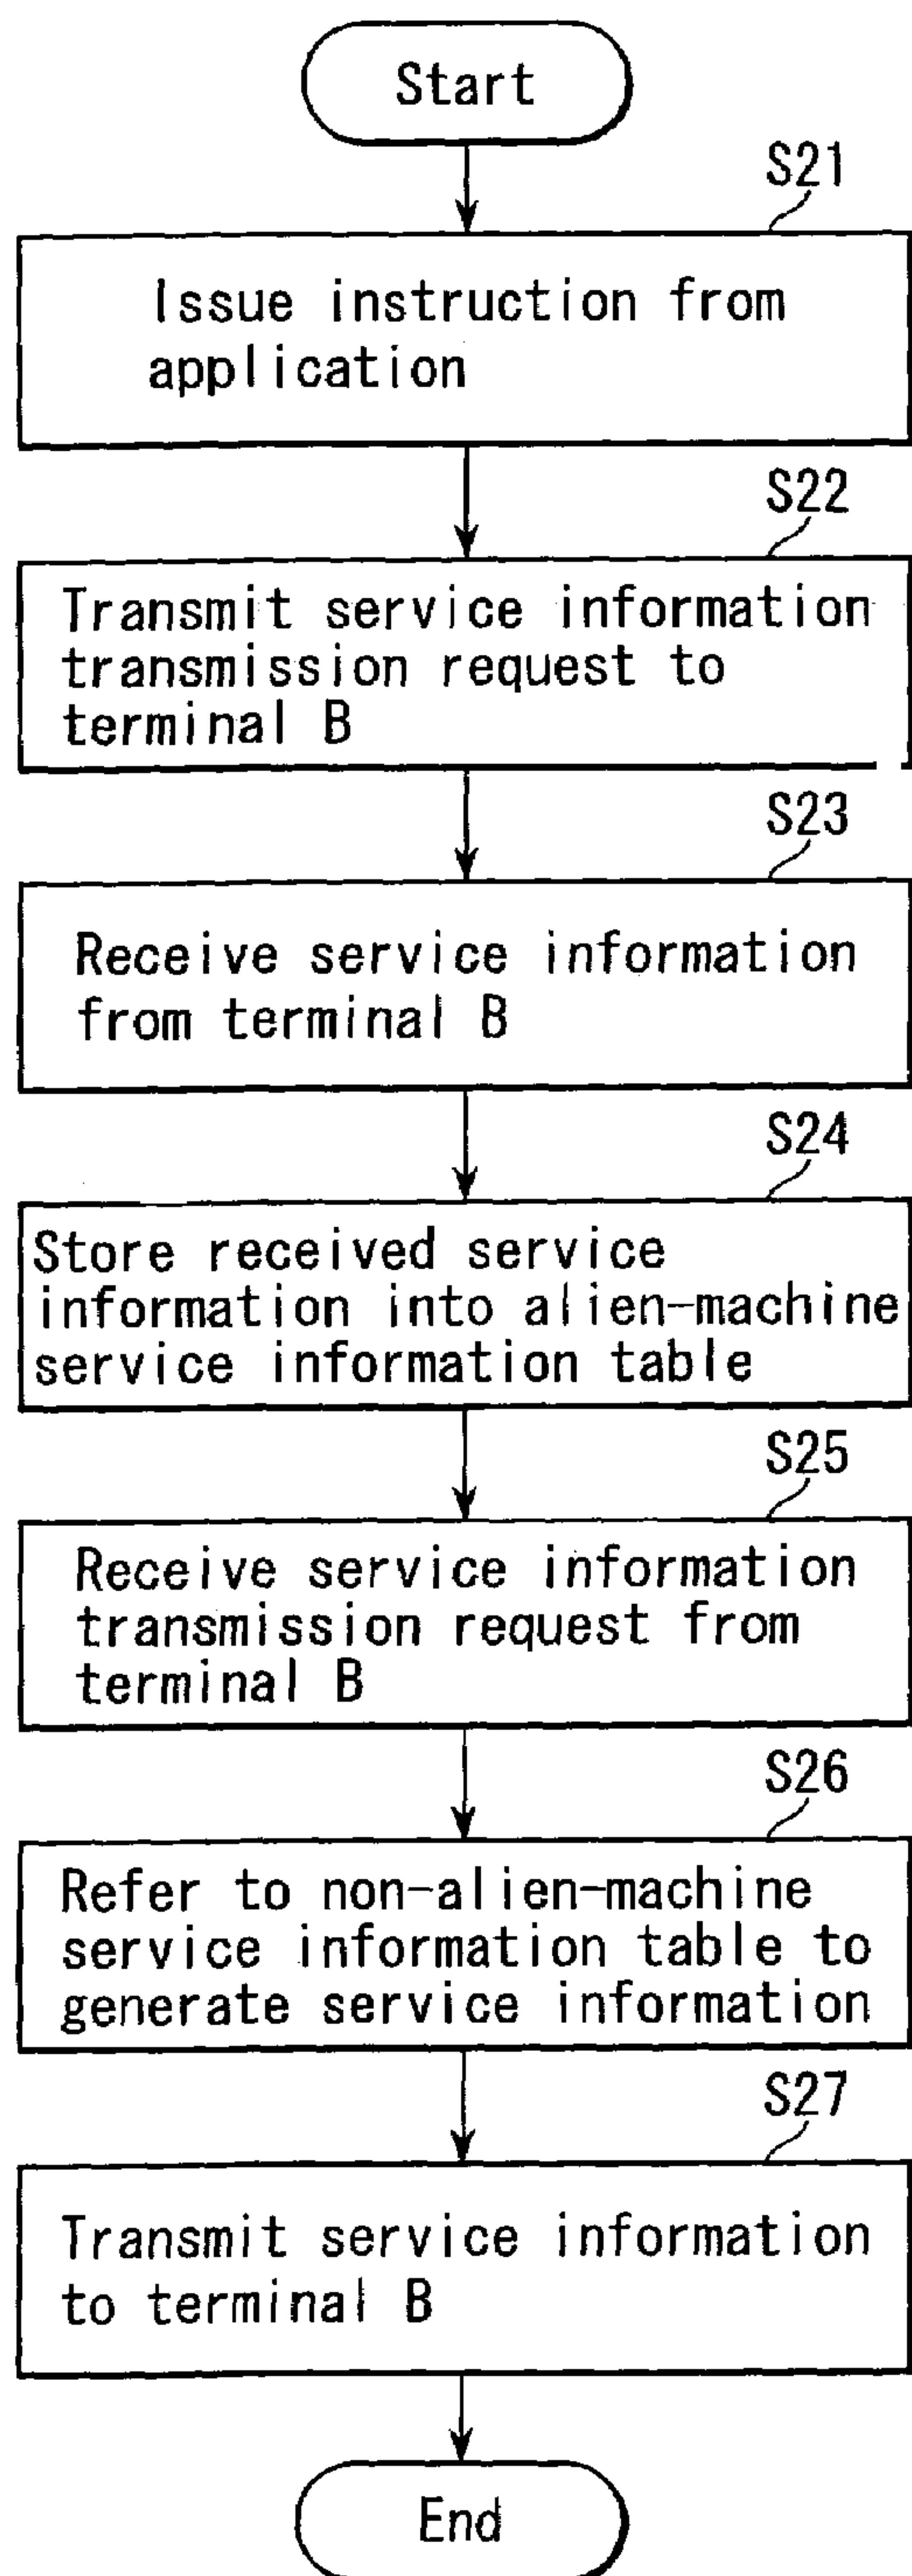 Start
S21
Issue instruction from
application
S22
Transmit service information
transmission request to
terminal B
S23
Receive service information
from terminal B
S24
Store received service
information into alien-machine
service information table
S25
Receive service information
transmission request from
terminal B
S26
Refer to non-alien-machine
service information table to
generate service information
S27
Transmit service information
to terminal B
End